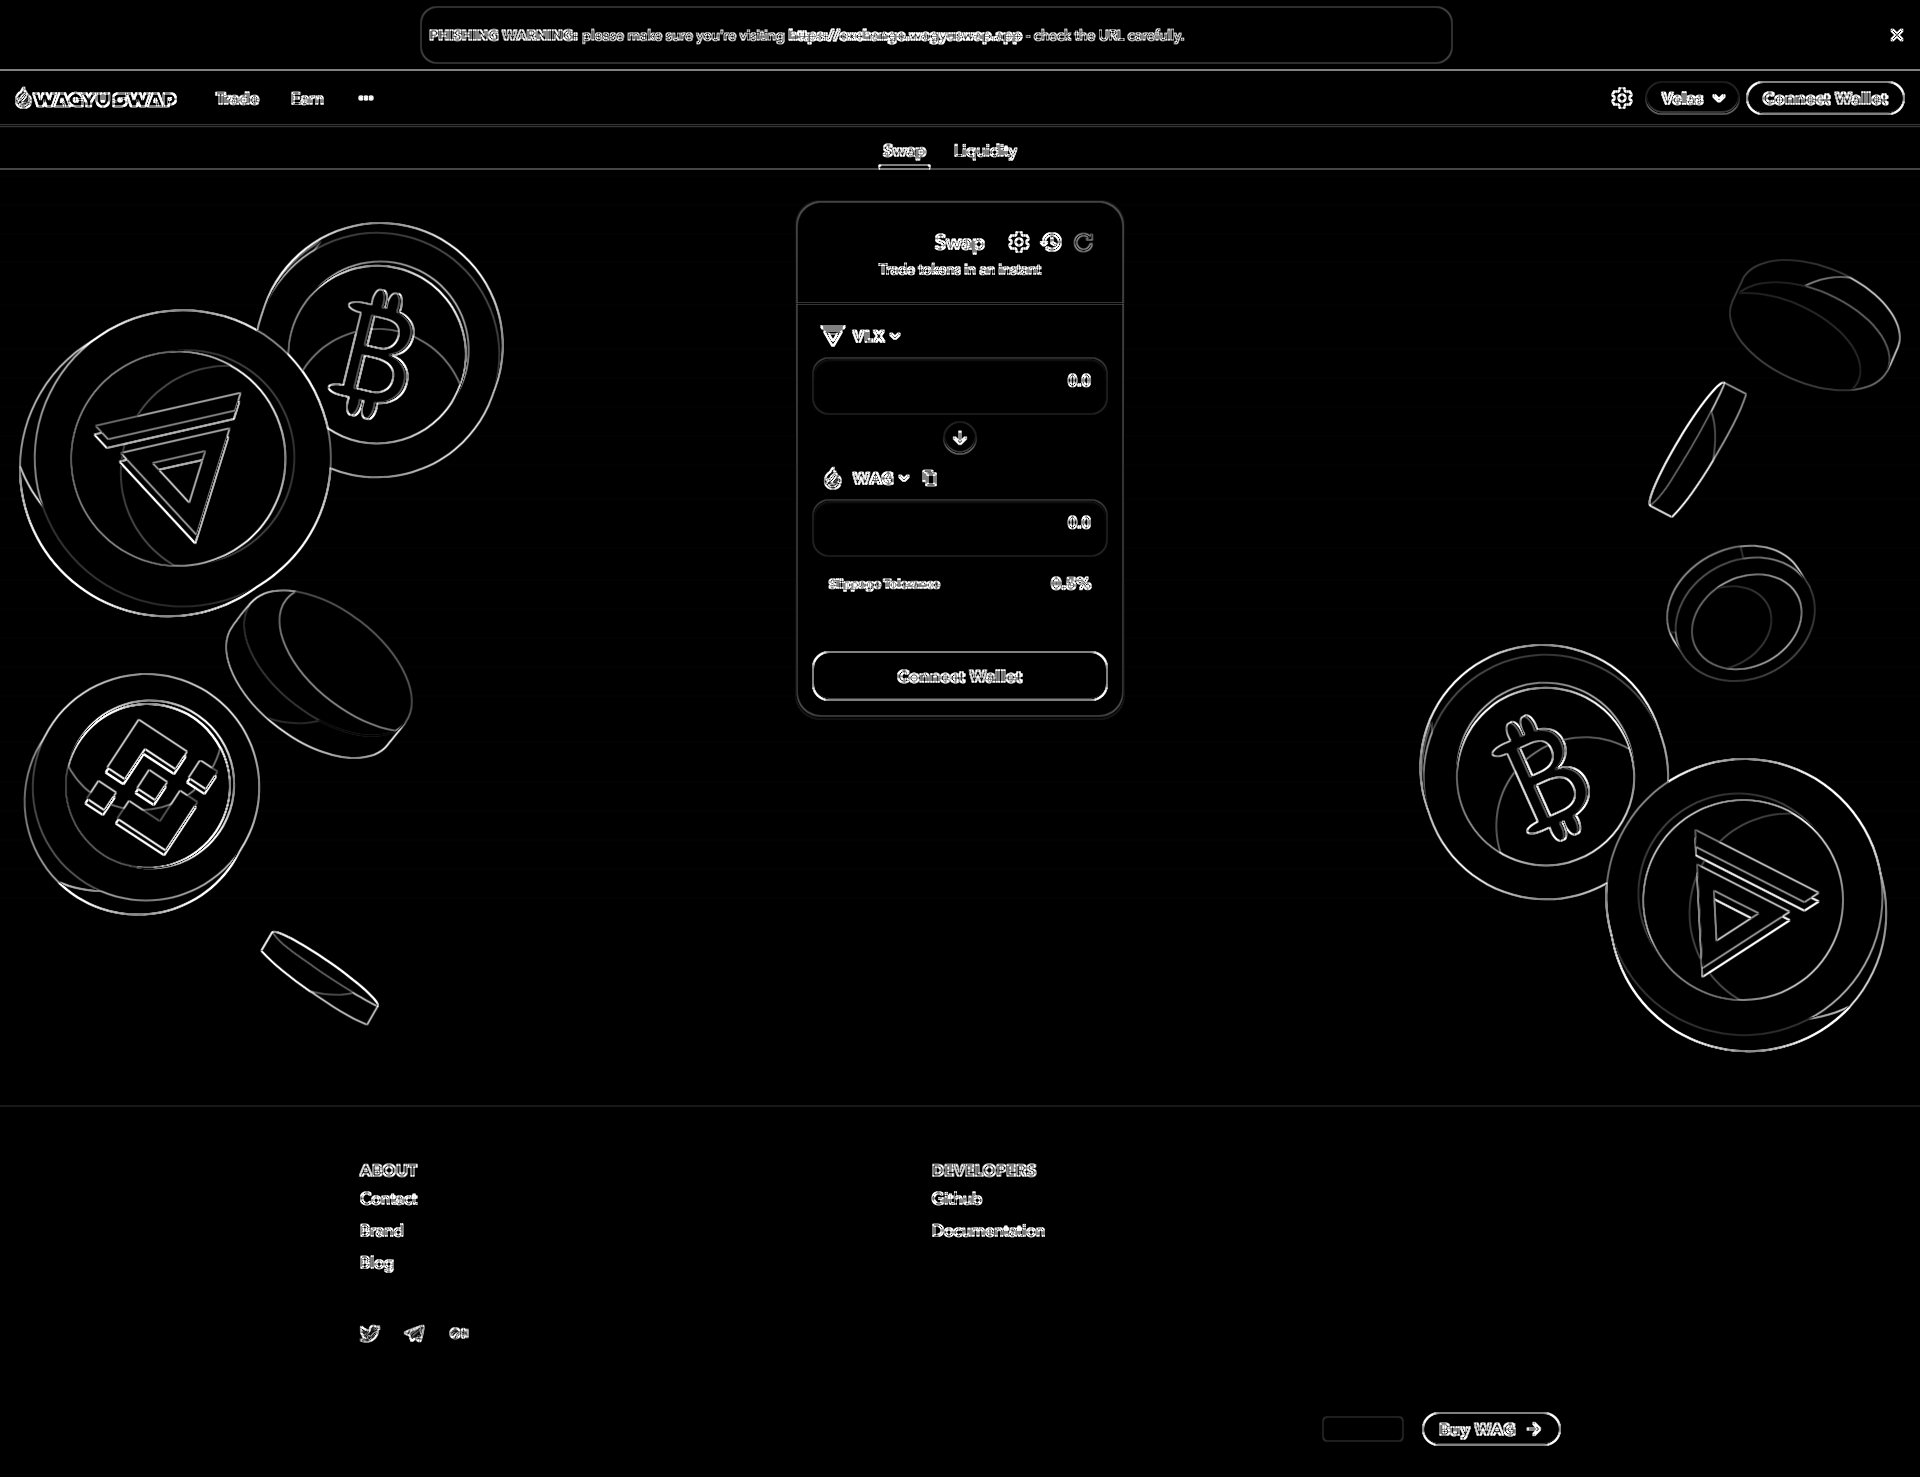 PHISHING WARNING: please make sure you're visiting https://exchange.wagyuswap.app - check the URL carefully.
WAGYUSWAP Trade Earn ••• Velas Connect Wallet
Swap Liquidity
Swap
Trade tokens in an instant
VLX
0.0
WAG
0.0
Slippage Tolerance 0.5%
Connect Wallet
ABOUT DEVELOPERS
Contact Github
Brand Documentation
Blog
Buy WAG